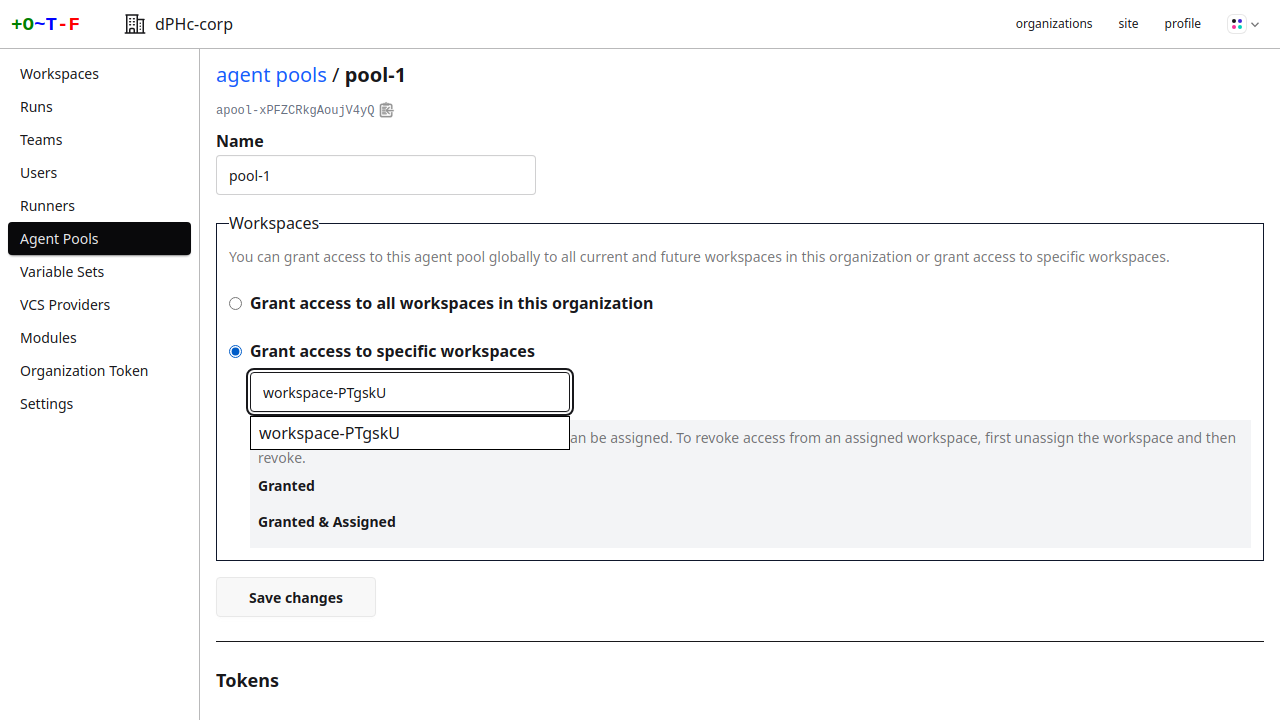 +O~T-F
dPHc-corp
organizations
site
profile
Workspaces
Runs
Teams
Users
Runners
Agent Pools
Variable Sets
VCS Providers
Modules
Organization Token
Settings
agent pools / pool-1
apool-xPFZCRkgAoujV4yQ
Name
pool-1
Workspaces
You can grant access to this agent pool globally to all current and future workspaces in this organization or grant access to specific workspaces.
Grant access to all workspaces in this organization
Grant access to specific workspaces
workspace-PTgskU
workspace-PTgskU
an be assigned. To revoke access from an assigned workspace, first unassign the workspace and then
revoke.
Granted
Granted & Assigned
Save changes
Tokens